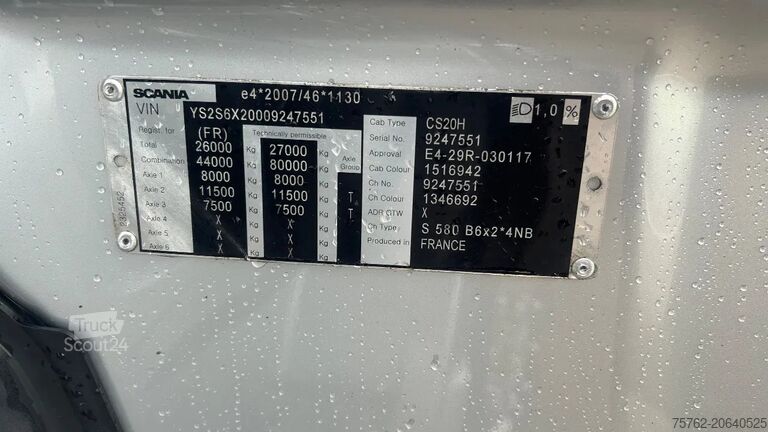 SCANIA e4*2007/46*1130
VIN YS2S6X20009247551
1,0 %
Regist. for (FR) Technically permissible
Total 26000 Kg 27000 Kg
Combination 44000 Kg 80000 Kg Axle Group
Axle 1 8000 Kg 8000 Kg
Axle 2 11500 Kg 11500 Kg T
Axle 3 7500 Kg 7500 Kg T
Axle 4 X Kg X Kg
Axle 5 X Kg X Kg
Axle 6 X Kg X Kg
Cab Type CS20H
Serial No. 9247551
Approval E4-29R-030117
Cab Colour 1516942
Ch No. 9247551
Ch Colour 1346692
ADR GTW X
Ch Type S 580 B6x2*4NB
Produced in FRANCE
2325452
Truck
Scout24
75762-20640525